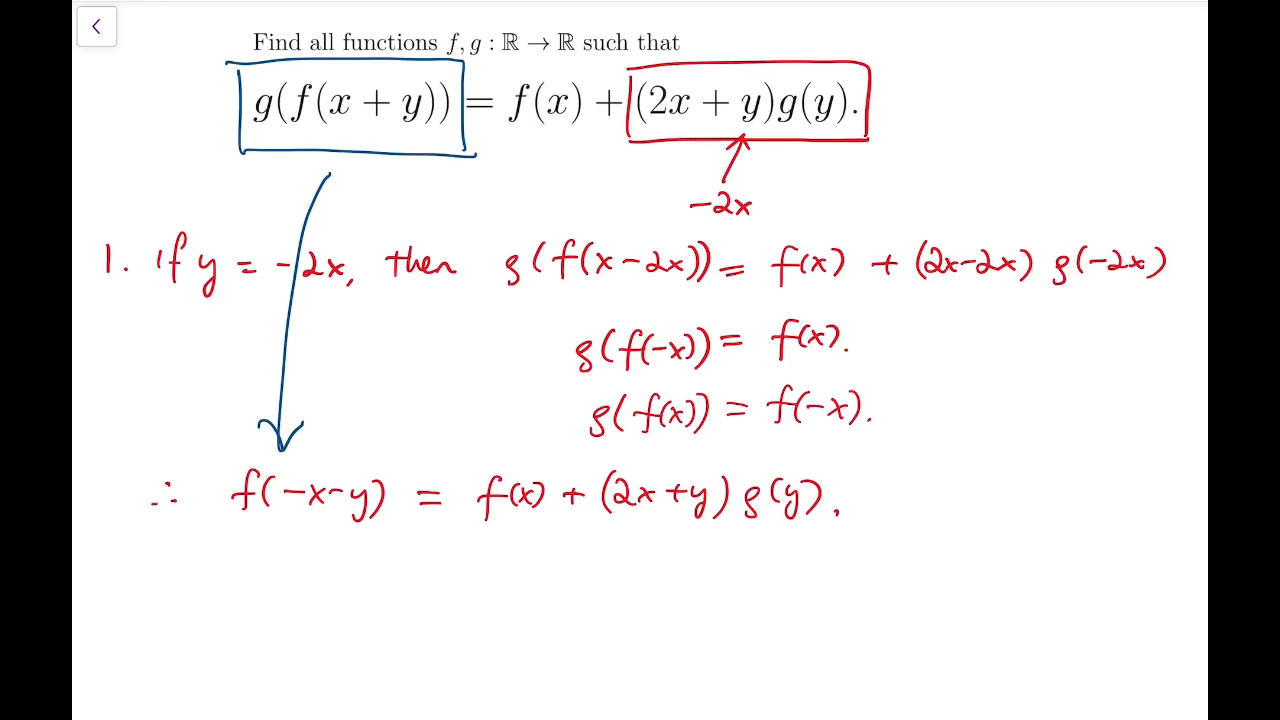 Find all functions f, g : ℝ → ℝ such that
g(f(x + y)) = f(x) + (2x + y)g(y).
-2x
1. If y = -2x, then g(f(x-2x)) = f(x) + (2x-2x) g(-2x)
g(f(-x)) = f(x).
g(f(x)) = f(-x).
∴ f(-x-y) = f(x) + (2x+y) g(y).